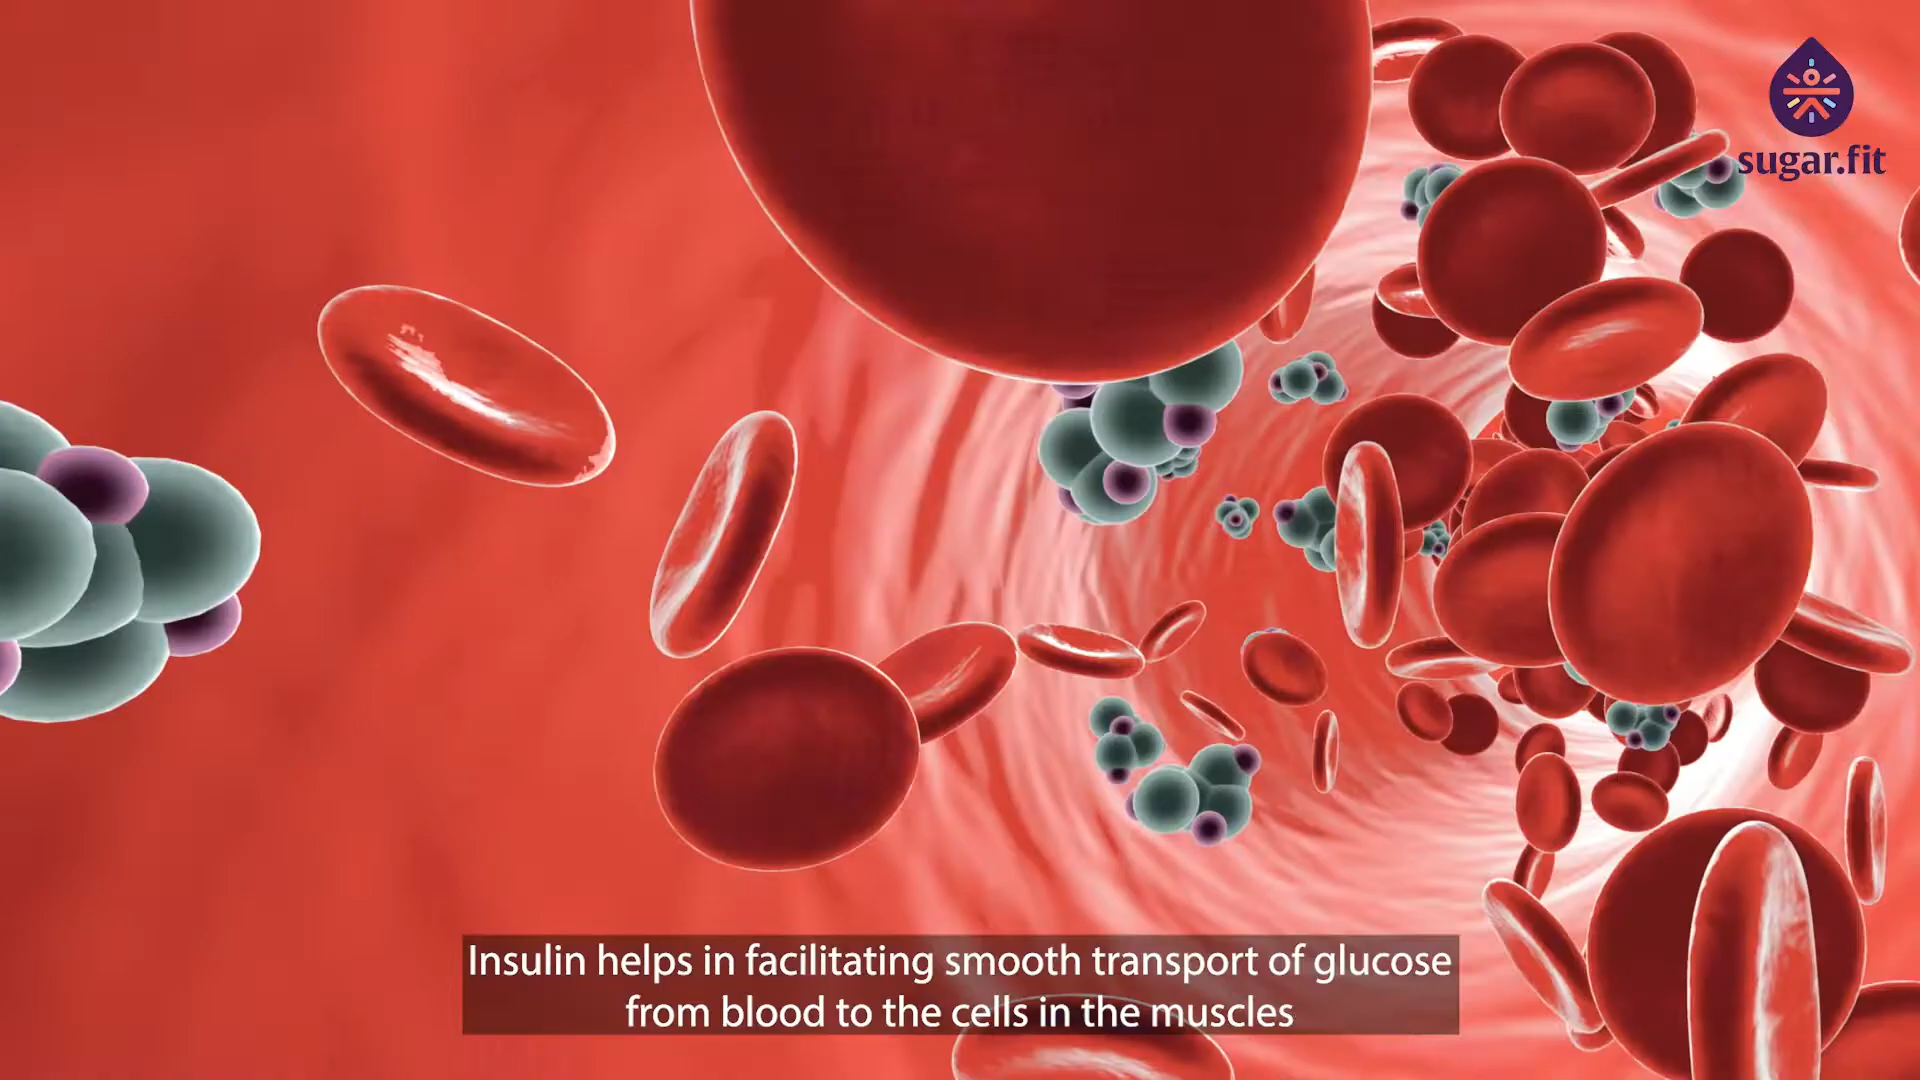 sugar.fit
Insulin helps in facilitating smooth transport of glucose
from blood to the cells in the muscles